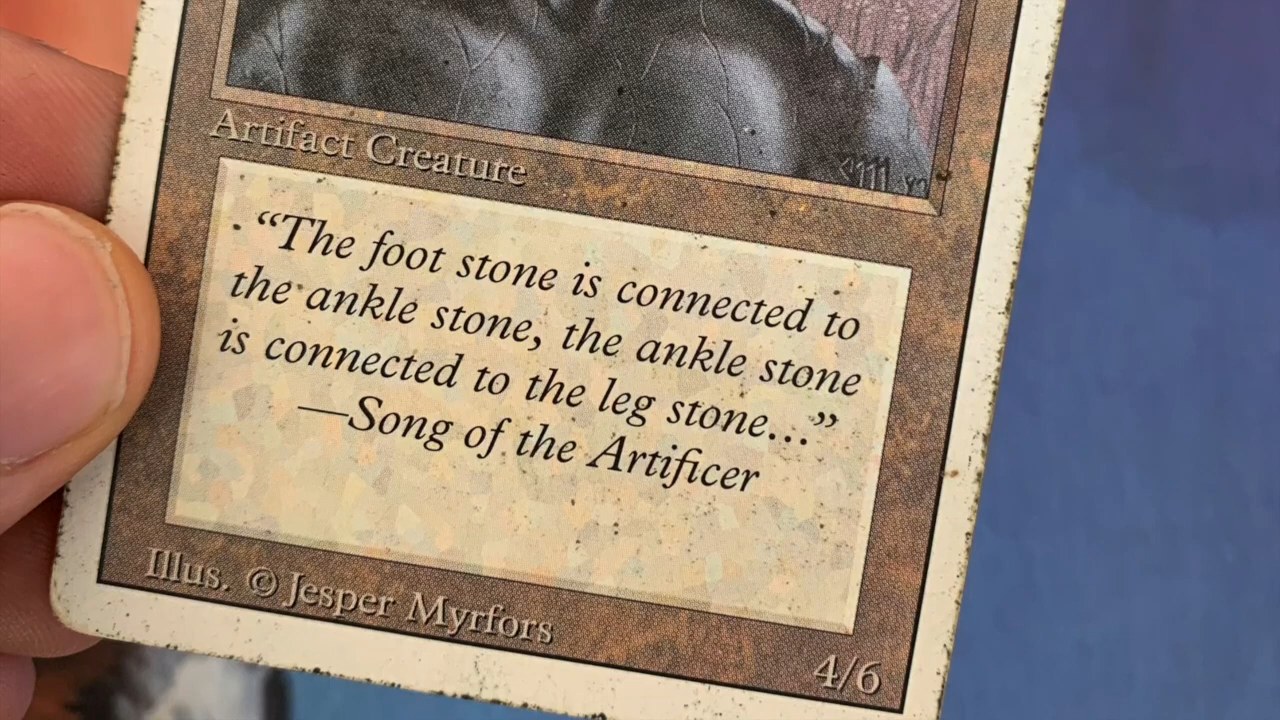 Artifact Creature
“The foot stone is connected to
the ankle stone, the ankle stone
is connected to the leg stone...”
—Song of the Artificer
Illus. © Jesper Myrfors
4/6